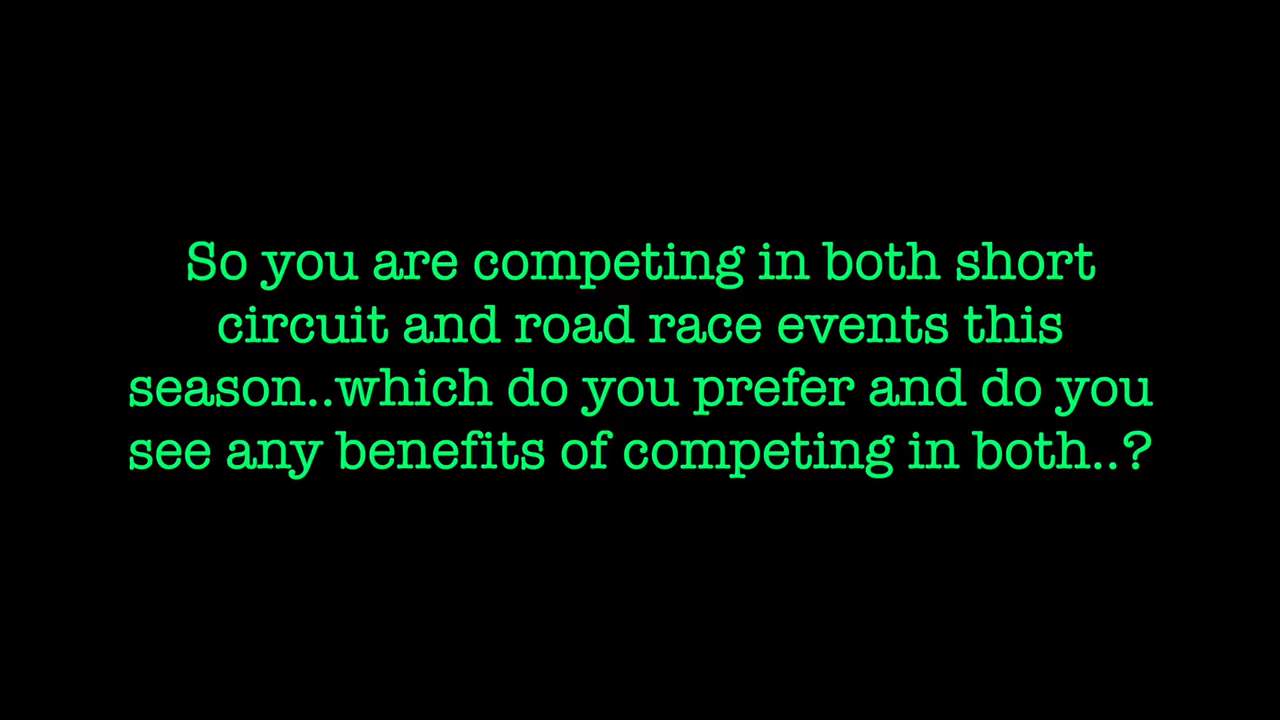 So you are competing in both short
circuit and road race events this
season..which do you prefer and do you
see any benefits of competing in both..?